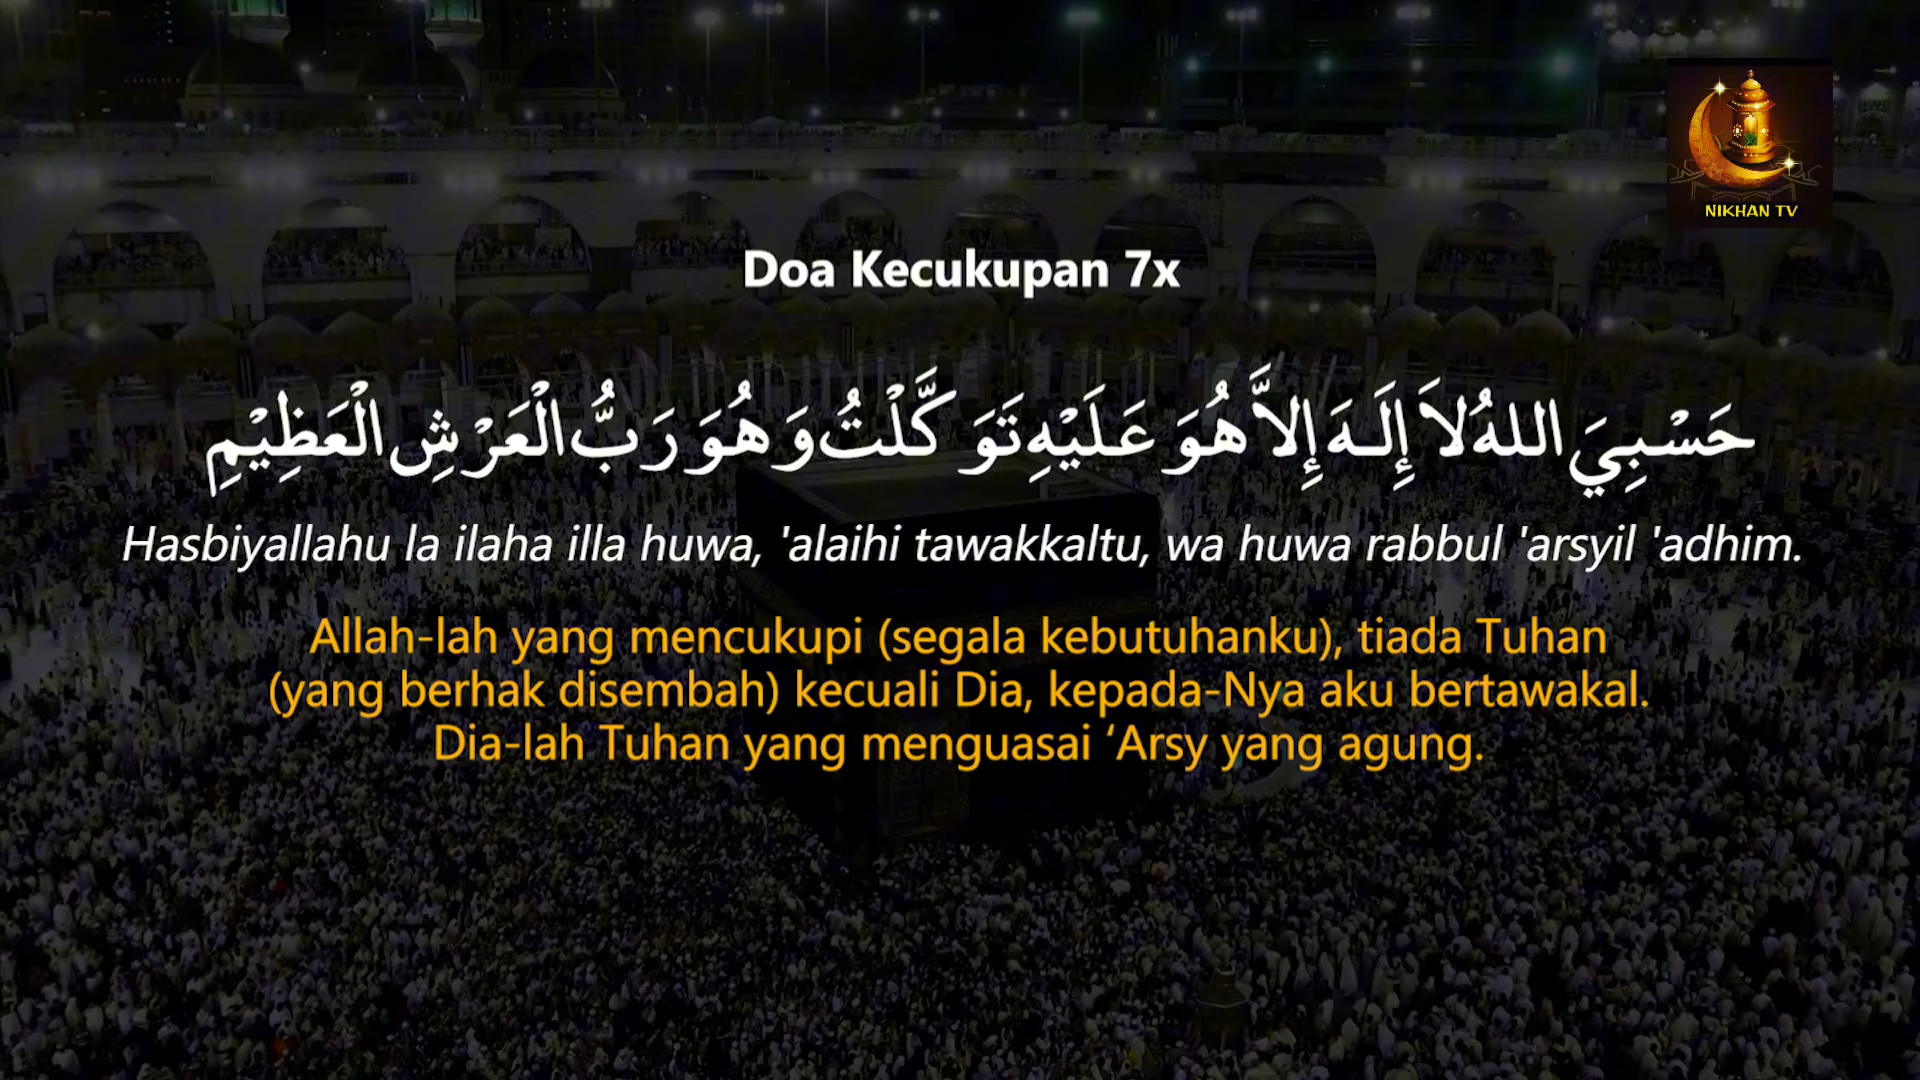 NIKHAN TV
Doa Kecukupan 7x
حَسْبِيَ اللهُ لاَ إِلَـهَ إِلاَّ هُوَ عَلَيْهِ تَوَ كَّلْتُ وَهُوَ رَبُّ الْعَرْشِ الْعَظِيْمِ
Hasbiyallahu la ilaha illa huwa, 'alaihi tawakkaltu, wa huwa rabbul 'arsyil 'adhim.
Allah-lah yang mencukupi (segala kebutuhanku), tiada Tuhan
(yang berhak disembah) kecuali Dia, kepada-Nya aku bertawakal.
Dia-lah Tuhan yang menguasai ‘Arsy yang agung.